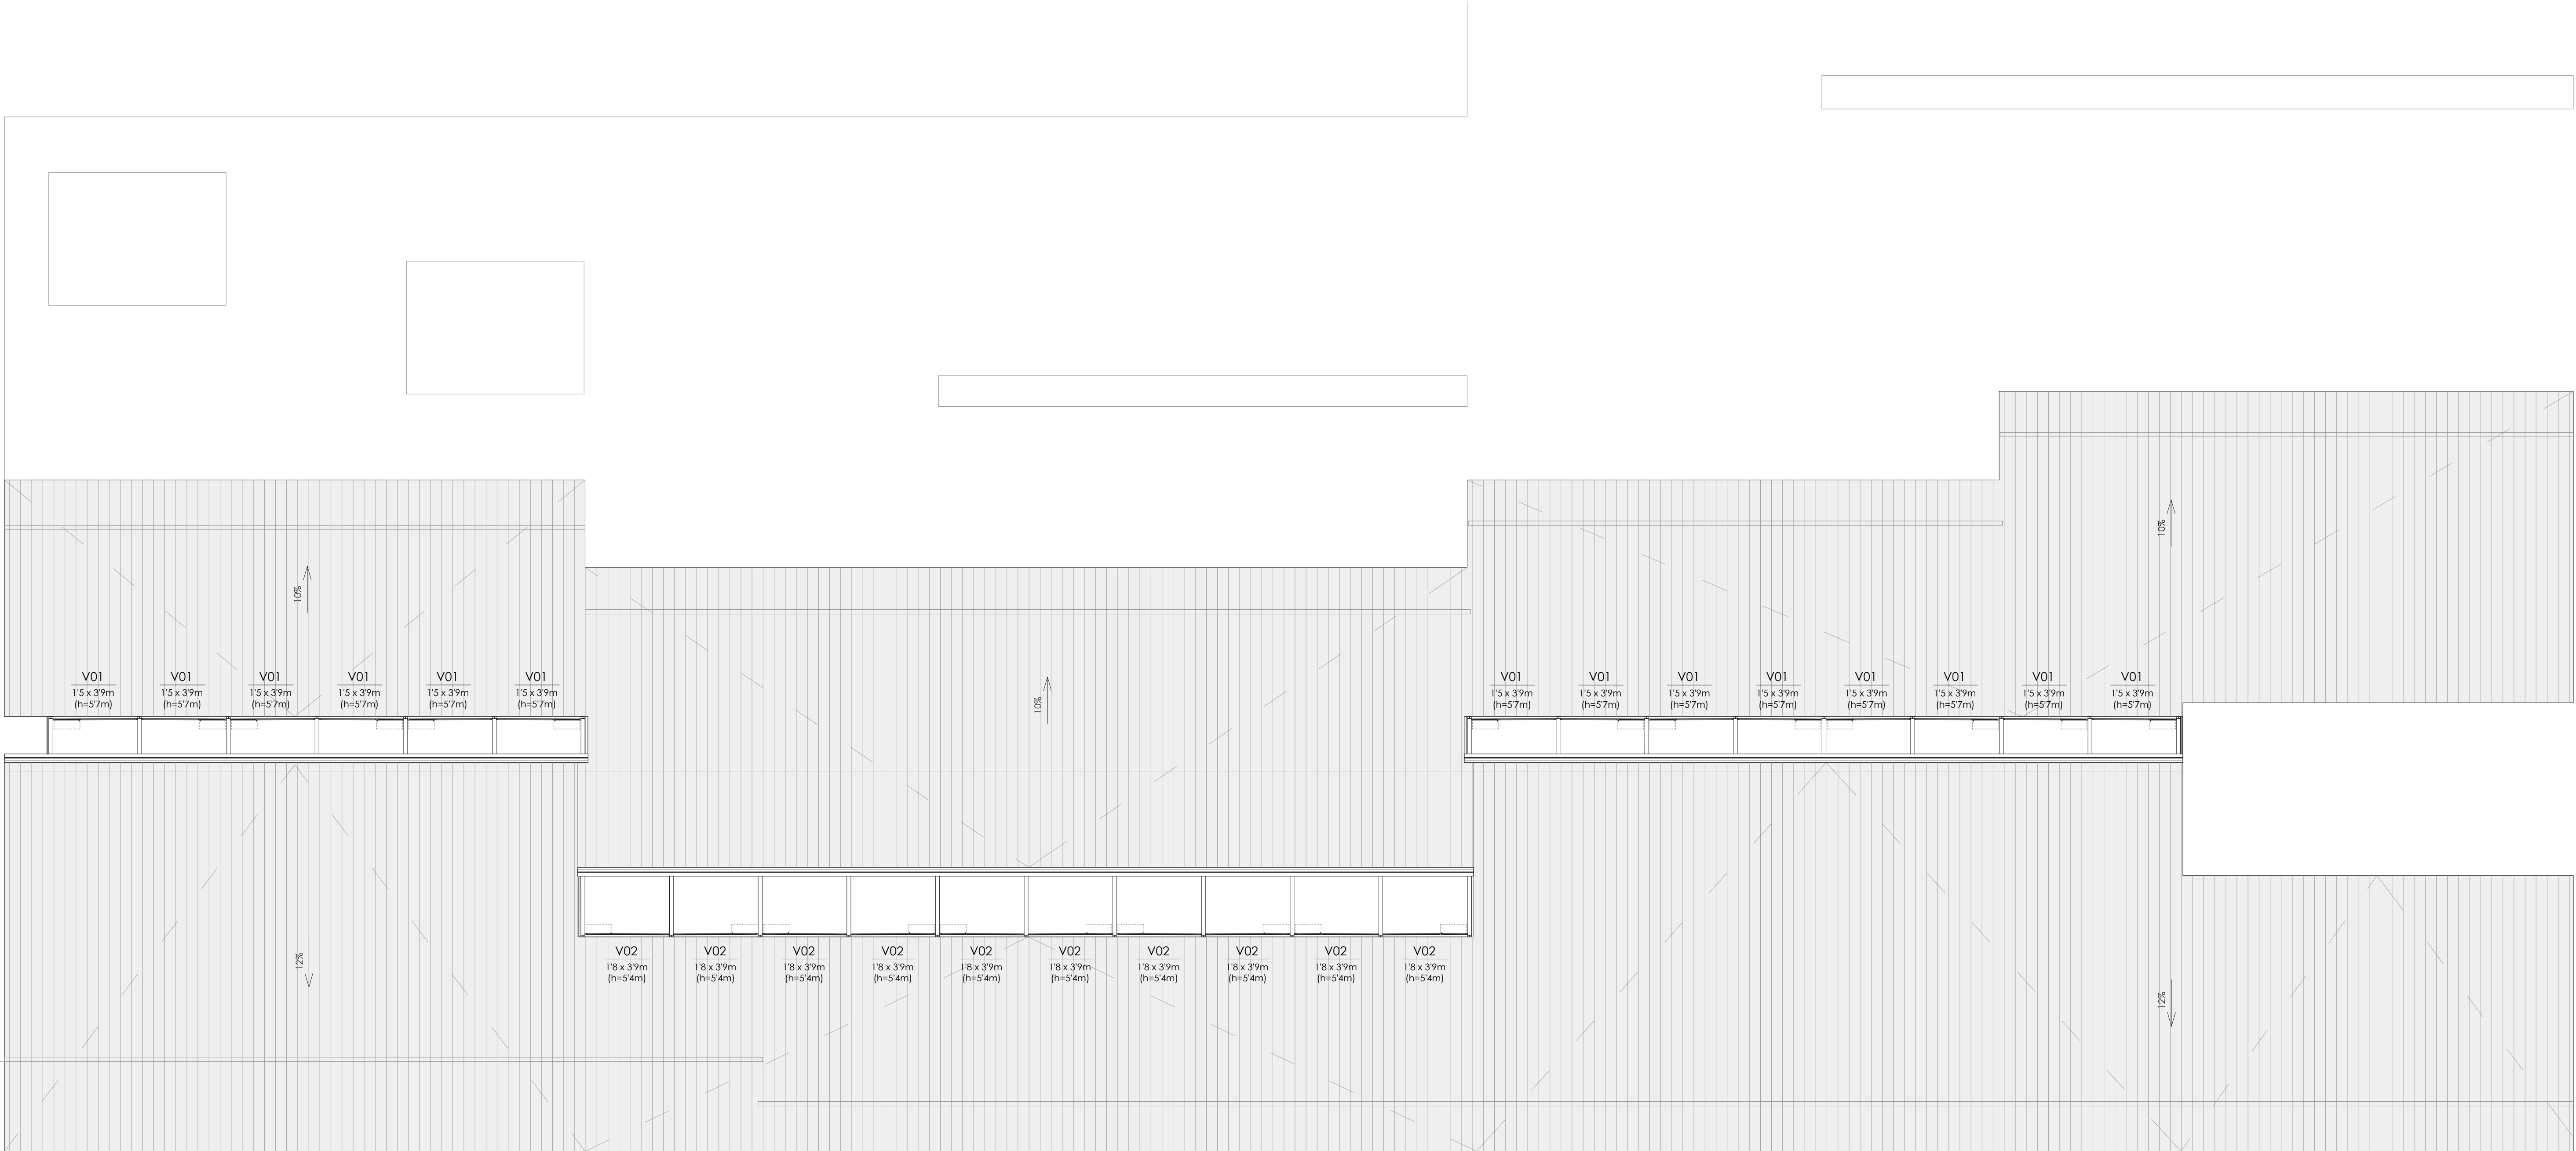 10%
10%
V01 V01 V01 V01 V01 V01
1'5 x 3'9m 1'5 x 3'9m 1'5 x 3'9m 1'5 x 3'9m 1'5 x 3'9m 1'5 x 3'9m
(h=5'7m) (h=5'7m) (h=5'7m) (h=5'7m) (h=5'7m) (h=5'7m)
V01 V01 V01 V01 V01 V01 V01 V01
1'5 x 3'9m 1'5 x 3'9m 1'5 x 3'9m 1'5 x 3'9m 1'5 x 3'9m 1'5 x 3'9m 1'5 x 3'9m 1'5 x 3'9m
(h=5'7m) (h=5'7m) (h=5'7m) (h=5'7m) (h=5'7m) (h=5'7m) (h=5'7m) (h=5'7m)
10%
12%
V02 V02 V02 V02 V02 V02 V02 V02 V02 V02
1'8 x 3'9m 1'8 x 3'9m 1'8 x 3'9m 1'8 x 3'9m 1'8 x 3'9m 1'8 x 3'9m 1'8 x 3'9m 1'8 x 3'9m 1'8 x 3'9m 1'8 x 3'9m
(h=5'4m) (h=5'4m) (h=5'4m) (h=5'4m) (h=5'4m) (h=5'4m) (h=5'4m) (h=5'4m) (h=5'4m) (h=5'4m)
12%